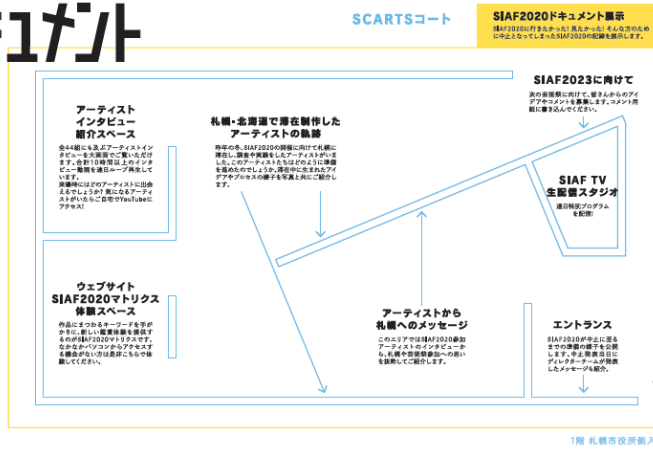 キュメント
SCARTSコート
SIAF2020ドキュメント展示
SIAF2020に行きたかった！見たかった！そんな方のため
に中止となってしまったSIAF2020の記録を展示します。
アーティスト
インタビュー
紹介スペース
全44組にも及ぶアーティストイン
タビューを大画面でご覧いただけ
ます。合計10時間以上のインタ
ビュー動画を連日ループ再生して
います。
来場時にはどのアーティストに出会
えるでしょうか？気になるアーティ
ストがいたらご自宅でYouTubeに
アクセス！
札幌・北海道で滞在制作した
アーティストの軌跡
昨年の冬、SIAF2020の開催に向けて札幌に
滞在し、調査や実験をしたアーティストがいま
した。このアーティストたちはどのように準備
を進めたのでしょうか。滞在中に生まれたアイ
デアやプロセスの様子を写真と共にご紹介し
ます。
SIAF2023に向けて
次の芸術祭に向けて、皆さんからのアイ
デアやコメントを募集します。コメント用
紙に書き込んでください。
SIAF TV
生配信スタジオ
連日特別プログラム
を配信！
ウェブサイト
SIAF2020マトリクス
体験スペース
作品にまつわるキーワードを手が
かりに、新しい鑑賞体験を提供す
るのがSIAF2020マトリクスです。
なかなかパソコンからアクセスす
る機会がない方は是非こちらで体
験してください。
アーティストから
札幌へのメッセージ
このエリアではSIAF2020参加
アーティストのインタビューか
ら、札幌や芸術祭参加への思い
を抜粋してご紹介します。
エントランス
SIAF2020が中止に至る
までの準備の様子を公開
します。中止発表当日に
ディレクターチームが発表
したメッセージも紹介。
1階 札幌市役所側入